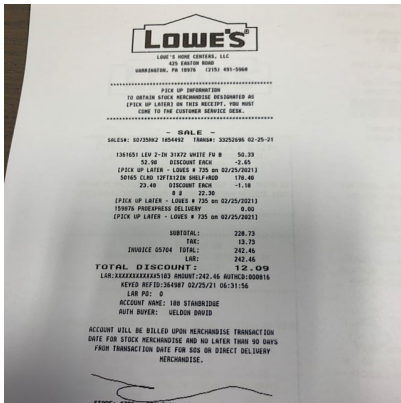 LOWE'S
LOWE'S HOME CENTERS, LLC
425 EASTON ROAD
WARRINGTON, PA 18976 (215) 491-5960
PICK UP INFORMATION
TO OBTAIN STOCK MERCHANDISE DESIGNATED AS
[PICK UP LATER] ON THIS RECEIPT, YOU MUST
COME TO THE CUSTOMER SERVICE DESK.
- SALE -
SALES#: S0735RK2 1854492 TRANS#: 33252696 02-25-21
1361651 LEV 2-IN 31X72 WHITE FW B 50.33
52.98 DISCOUNT EACH -2.65
[PICK UP LATER - LOWES # 735 on 02/25/2021]
50165 CLMD 12FTX12IN SHELF+ROD 178.40
23.48 DISCOUNT EACH -1.18
8 @ 22.30
[PICK UP LATER - LOWES # 735 on 02/25/2021]
159076 PROEXPRESS DELIVERY 0.00
[PICK UP LATER - LOWES # 735 on 02/25/2021]
SUBTOTAL: 228.73
TAX: 13.73
INVOICE 05704 TOTAL: 242.46
LAR: 242.46
TOTAL DISCOUNT: 12.09
LAR:XXXXXXXXXXXX5103 AMOUNT:242.46 AUTHCD:000816
KEYED REFID:364987 02/25/21 06:31:56
LAR PO: 0
ACCOUNT NAME: 108 STANBRIDGE
AUTH BUYER: WELDON DAVID
ACCOUNT WILL BE BILLED UPON MERCHANDISE TRANSACTION
DATE FOR STOCK MERCHANDISE AND NO LATER THAN 90 DAYS
FROM TRANSACTION DATE FOR SOS OR DIRECT DELIVERY
MERCHANDISE.